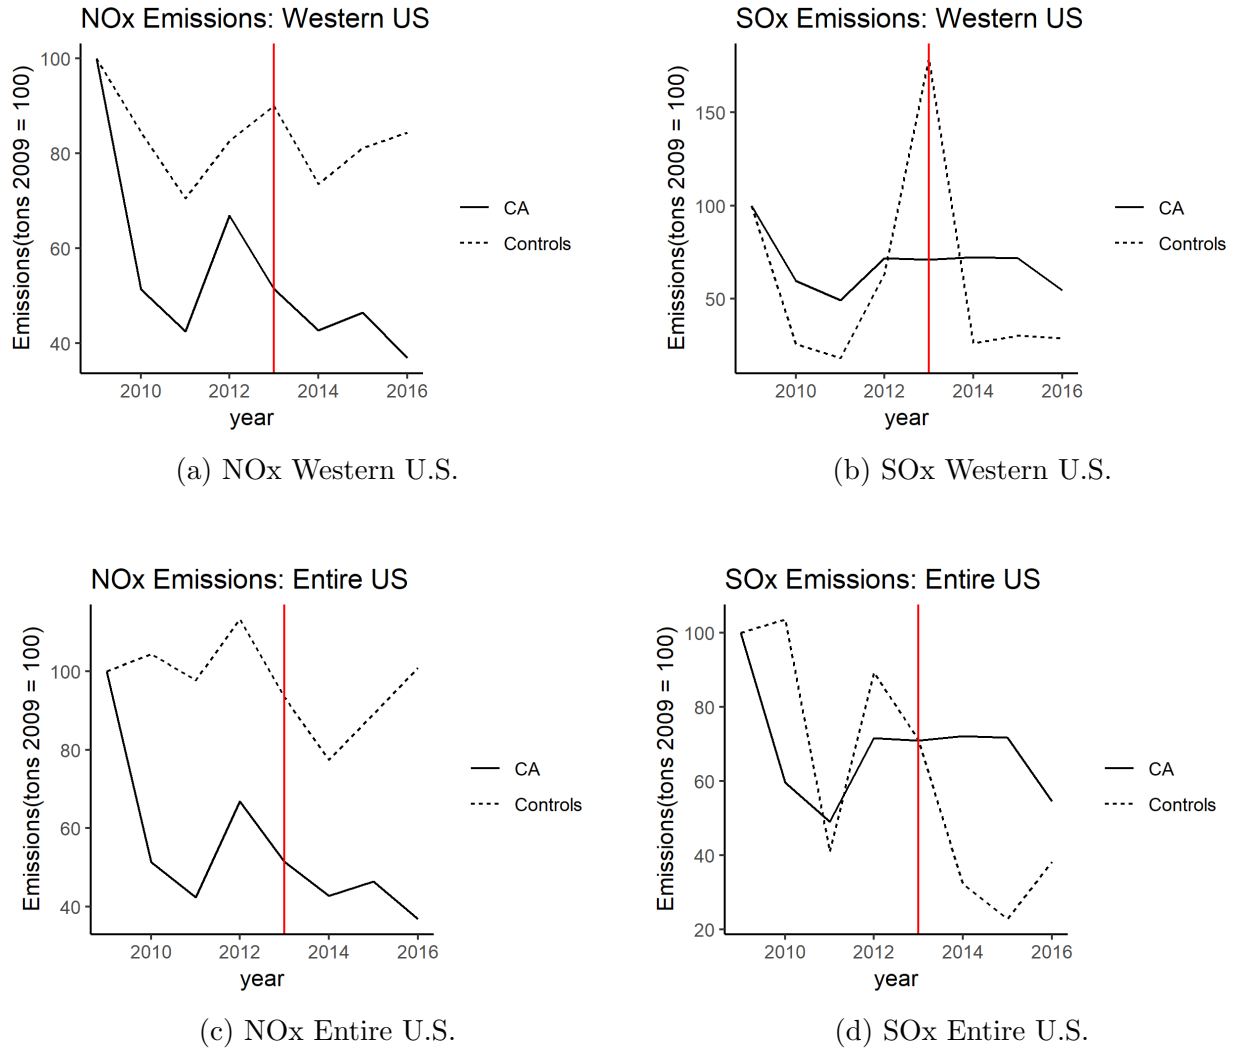 NOx Emissions: Western US
Emissions(tons 2009 = 100)
100
80
60
40
2010 2012 2014 2016
year
CA
Controls
(a) NOx Western U.S.
SOx Emissions: Western US
Emissions(tons 2009 = 100)
150
100
50
2010 2012 2014 2016
year
CA
Controls
(b) SOx Western U.S.
NOx Emissions: Entire US
Emissions(tons 2009 = 100)
100
80
60
40
2010 2012 2014 2016
year
CA
Controls
(c) NOx Entire U.S.
SOx Emissions: Entire US
Emissions(tons 2009 = 100)
100
80
60
40
20
2010 2012 2014 2016
year
CA
Controls
(d) SOx Entire U.S.